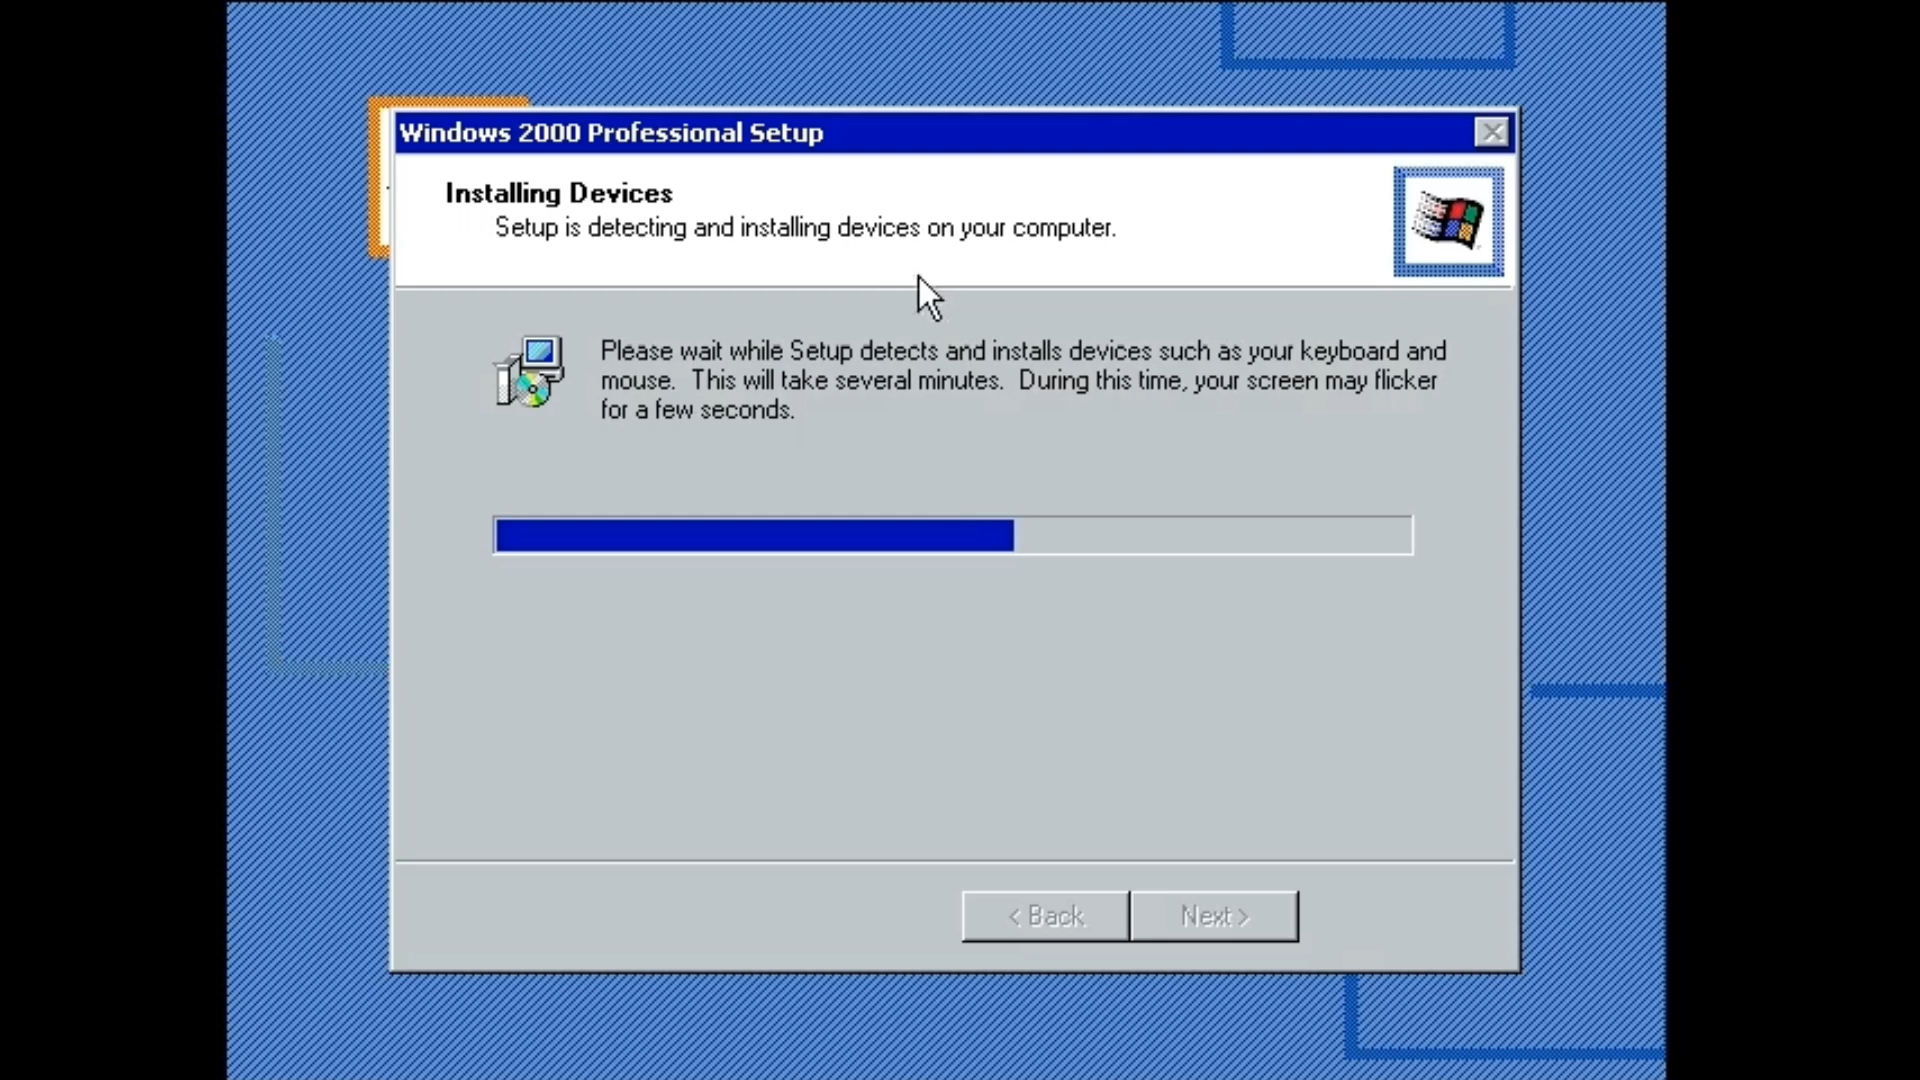 Windows 2000 Professional Setup
Installing Devices
Setup is detecting and installing devices on your computer.
Please wait while Setup detects and installs devices such as your keyboard and
mouse.  This will take several minutes.  During this time, your screen may flicker
for a few seconds.
< Back
Next >